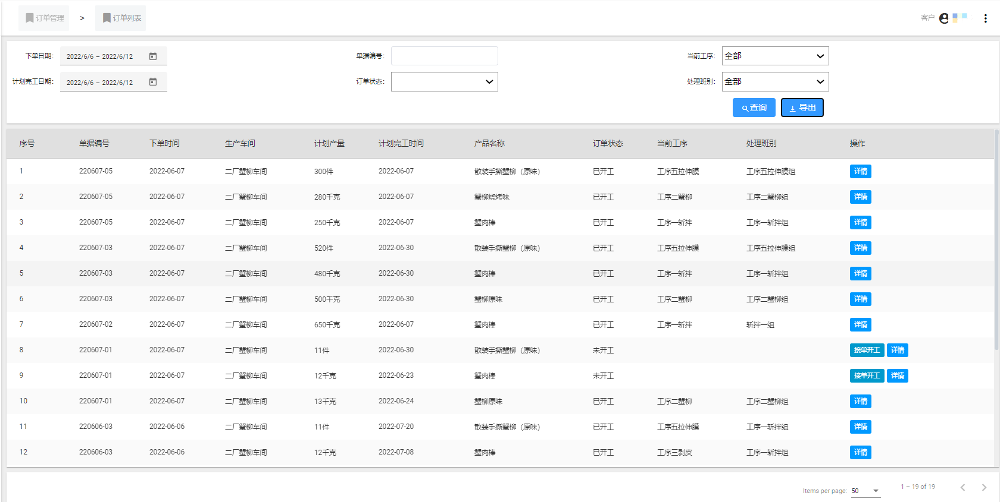 订单管理 > 订单列表 客户
下单日期： 2022/6/6 – 2022/6/12 单据编号： 当前工序： 全部
计划完工日期： 2022/6/6 – 2022/6/12 订单状态： 处理班别： 全部
查询 导出
序号 单据编号 下单时间 生产车间 计划产量 计划完工时间 产品名称 订单状态 当前工序 处理班别 操作
1 220607-05 2022-06-07 二厂蟹柳车间 300件 2022-06-07 散装手撕蟹柳（原味） 已开工 工序五拉伸膜 工序五拉伸膜组 详情
2 220607-05 2022-06-07 二厂蟹柳车间 280千克 2022-06-07 蟹柳烧烤味 已开工 工序二蟹柳 工序二蟹柳组 详情
3 220607-05 2022-06-07 二厂蟹柳车间 250千克 2022-06-07 蟹肉棒 已开工 工序一斩拌 工序一斩拌组 详情
4 220607-03 2022-06-07 二厂蟹柳车间 520件 2022-06-30 散装手撕蟹柳（原味） 已开工 工序五拉伸膜 工序五拉伸膜组 详情
5 220607-03 2022-06-07 二厂蟹柳车间 480千克 2022-06-30 蟹肉棒 已开工 工序一斩拌 工序一斩拌组 详情
6 220607-03 2022-06-07 二厂蟹柳车间 500千克 2022-06-30 蟹柳原味 已开工 工序二蟹柳 工序二蟹柳组 详情
7 220607-02 2022-06-07 二厂蟹柳车间 650千克 2022-06-07 蟹肉棒 已开工 工序一斩拌 斩拌一组 详情
8 220607-01 2022-06-07 二厂蟹柳车间 11件 2022-06-30 散装手撕蟹柳（原味） 未开工 接单开工 详情
9 220607-01 2022-06-07 二厂蟹柳车间 12千克 2022-06-23 蟹肉棒 未开工 接单开工 详情
10 220607-01 2022-06-07 二厂蟹柳车间 13千克 2022-06-24 蟹柳原味 已开工 工序二蟹柳 工序二蟹柳组 详情
11 220606-03 2022-06-06 二厂蟹柳车间 11件 2022-07-20 散装手撕蟹柳（原味） 已开工 工序五拉伸膜 工序一斩拌组 详情
12 220606-03 2022-06-06 二厂蟹柳车间 12千克 2022-07-08 蟹肉棒 已开工 工序三剥皮 工序一斩拌组 详情
Items per page: 50 1 – 19 of 19